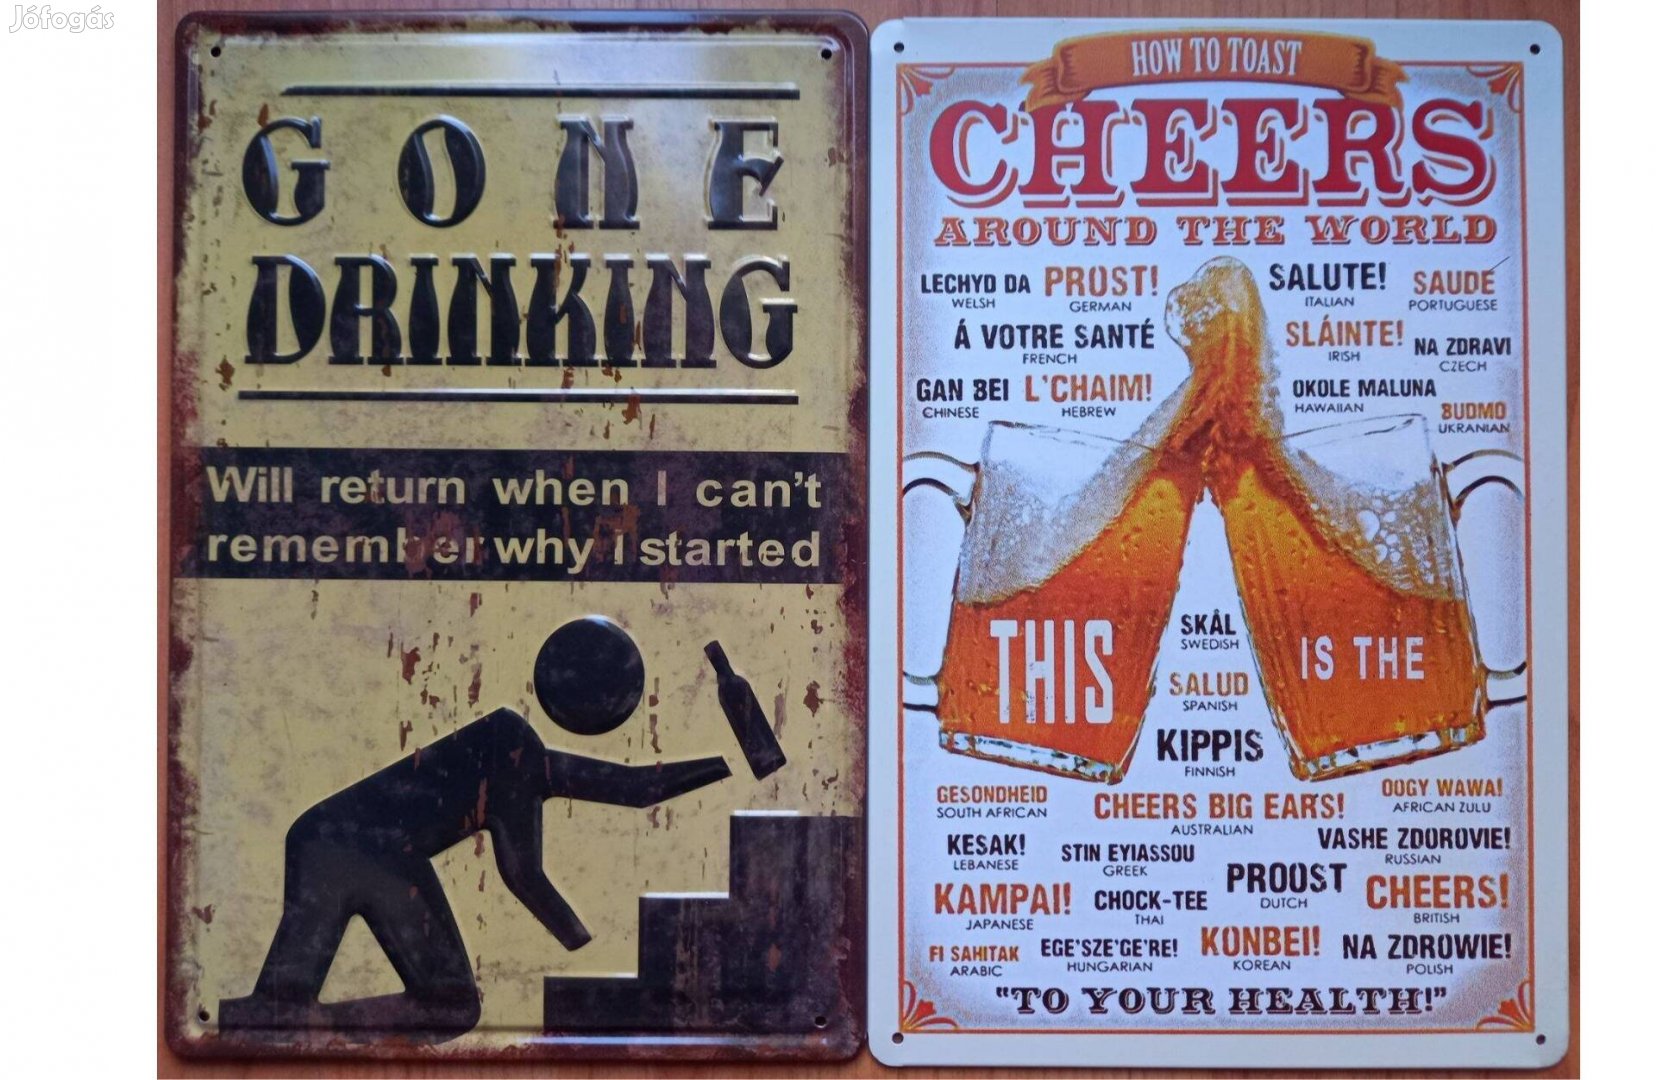 Jófogás
GONE
DRINKING
Will return when I can't
remember why I started
HOW TO TOAST
CHEERS
AROUND THE WORLD
LECHYD DA
WELSH
PROST!
GERMAN
SALUTE!
ITALIAN
SAUDE
PORTUGUESE
Á VOTRE SANTÉ
FRENCH
SLÁINTE!
IRISH
NA ZDRAVI
CZECH
GAN BEI
CHINESE
L'CHAIM!
HEBREW
OKOLE MALUNA
HAWAIIAN
BUDMO
UKRANIAN
THIS
IS THE
SKÅL
SWEDISH
SALUD
SPANISH
KIPPIS
FINNISH
GESONDHEID
SOUTH AFRICAN
CHEERS BIG EARS!
AUSTRALIAN
OOGY WAWA!
AFRICAN ZULU
KESAK!
LEBANESE
STIN EYIASSOU
GREEK
VASHE ZDOROVIE!
RUSSIAN
KAMPAI!
JAPANESE
CHOCK-TEE
THAI
PROOST
DUTCH
CHEERS!
BRITISH
FI SAHITAK
ARABIC
EGE'SZE'GE'RE!
HUNGARIAN
KONBEI!
KOREAN
NA ZDROWIE!
POLISH
"TO YOUR HEALTH!"